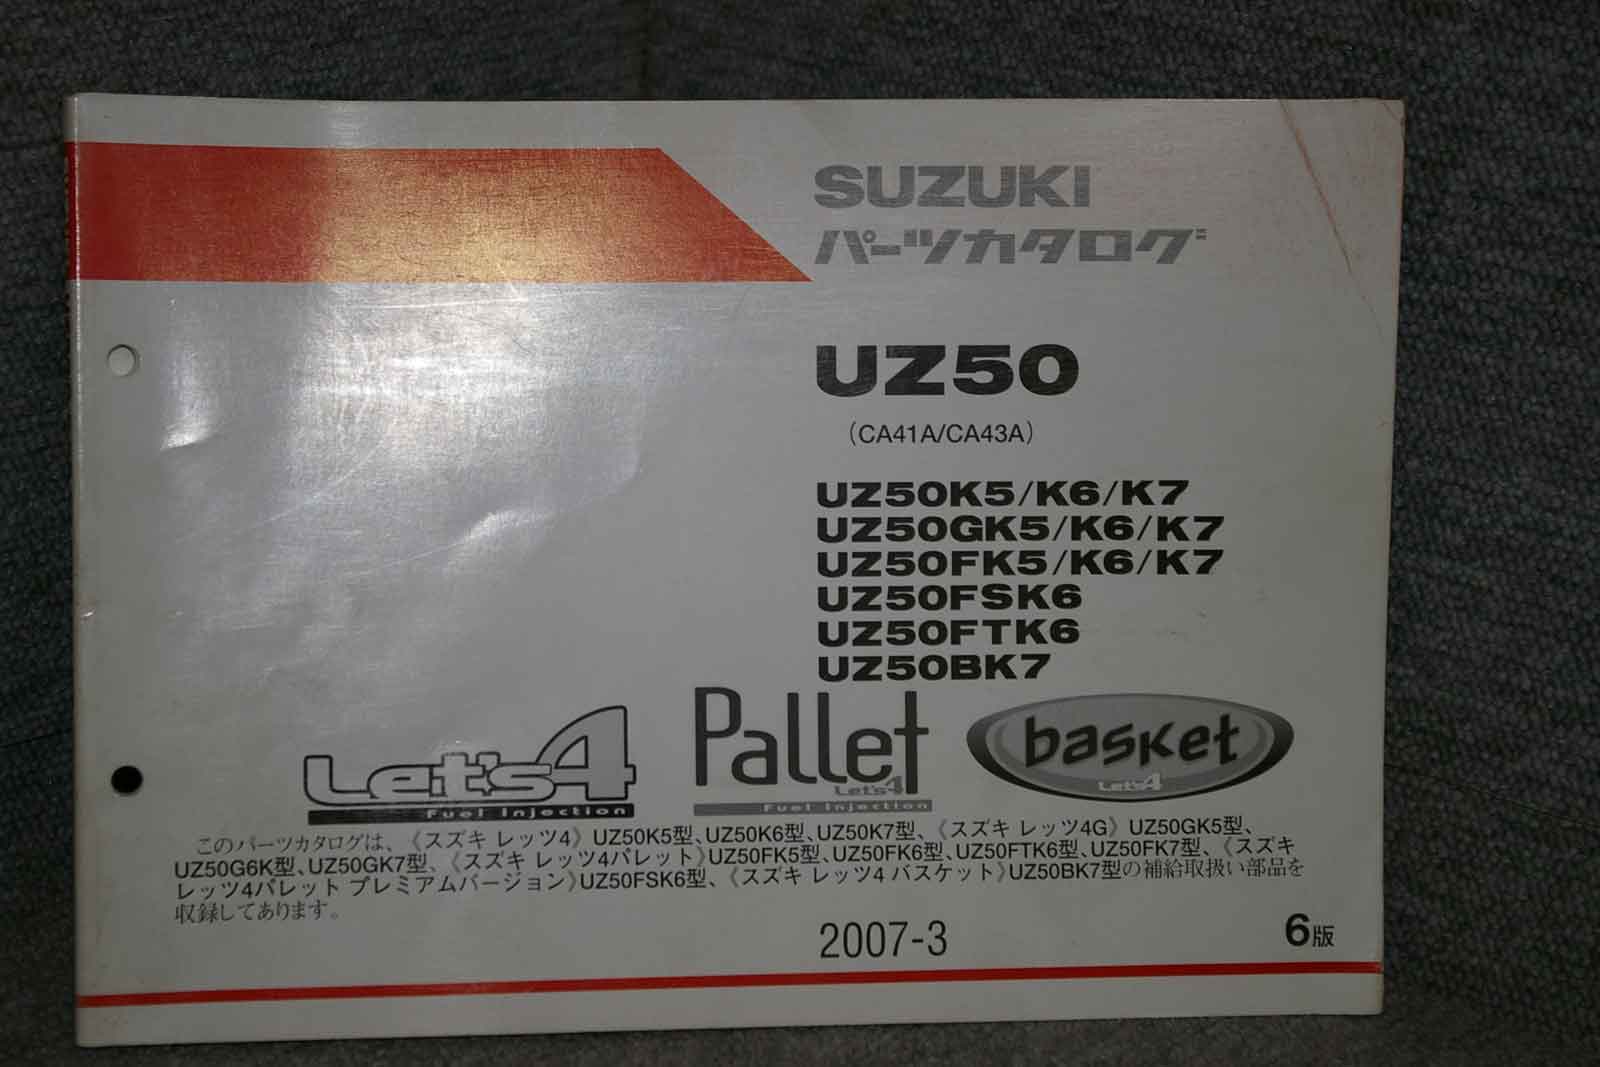 SUZUKI
パーツカタログ
UZ50
（CA41A/CA43A）
UZ50K5/K6/K7
UZ50GK5/K6/K7
UZ50FK5/K6/K7
UZ50FSK6
UZ50FTK6
UZ50BK7
Let's4
Fuel Injection
Pallet
Let's4
Fuel Injection
basket
Let's4
このパーツカタログは、《スズキ レッツ4》UZ50K5型、UZ50K6型、UZ50K7型、《スズキ レッツ4G》UZ50GK5型、
UZ50G6K型、UZ50GK7型、《スズキ レッツ4パレット》UZ50FK5型、UZ50FK6型、UZ50FTK6型、UZ50FK7型、《スズキ
レッツ4パレット プレミアムバージョン》UZ50FSK6型、《スズキ レッツ4 バスケット》UZ50BK7型の補給取扱い部品を
収録してあります。
2007-3
6版